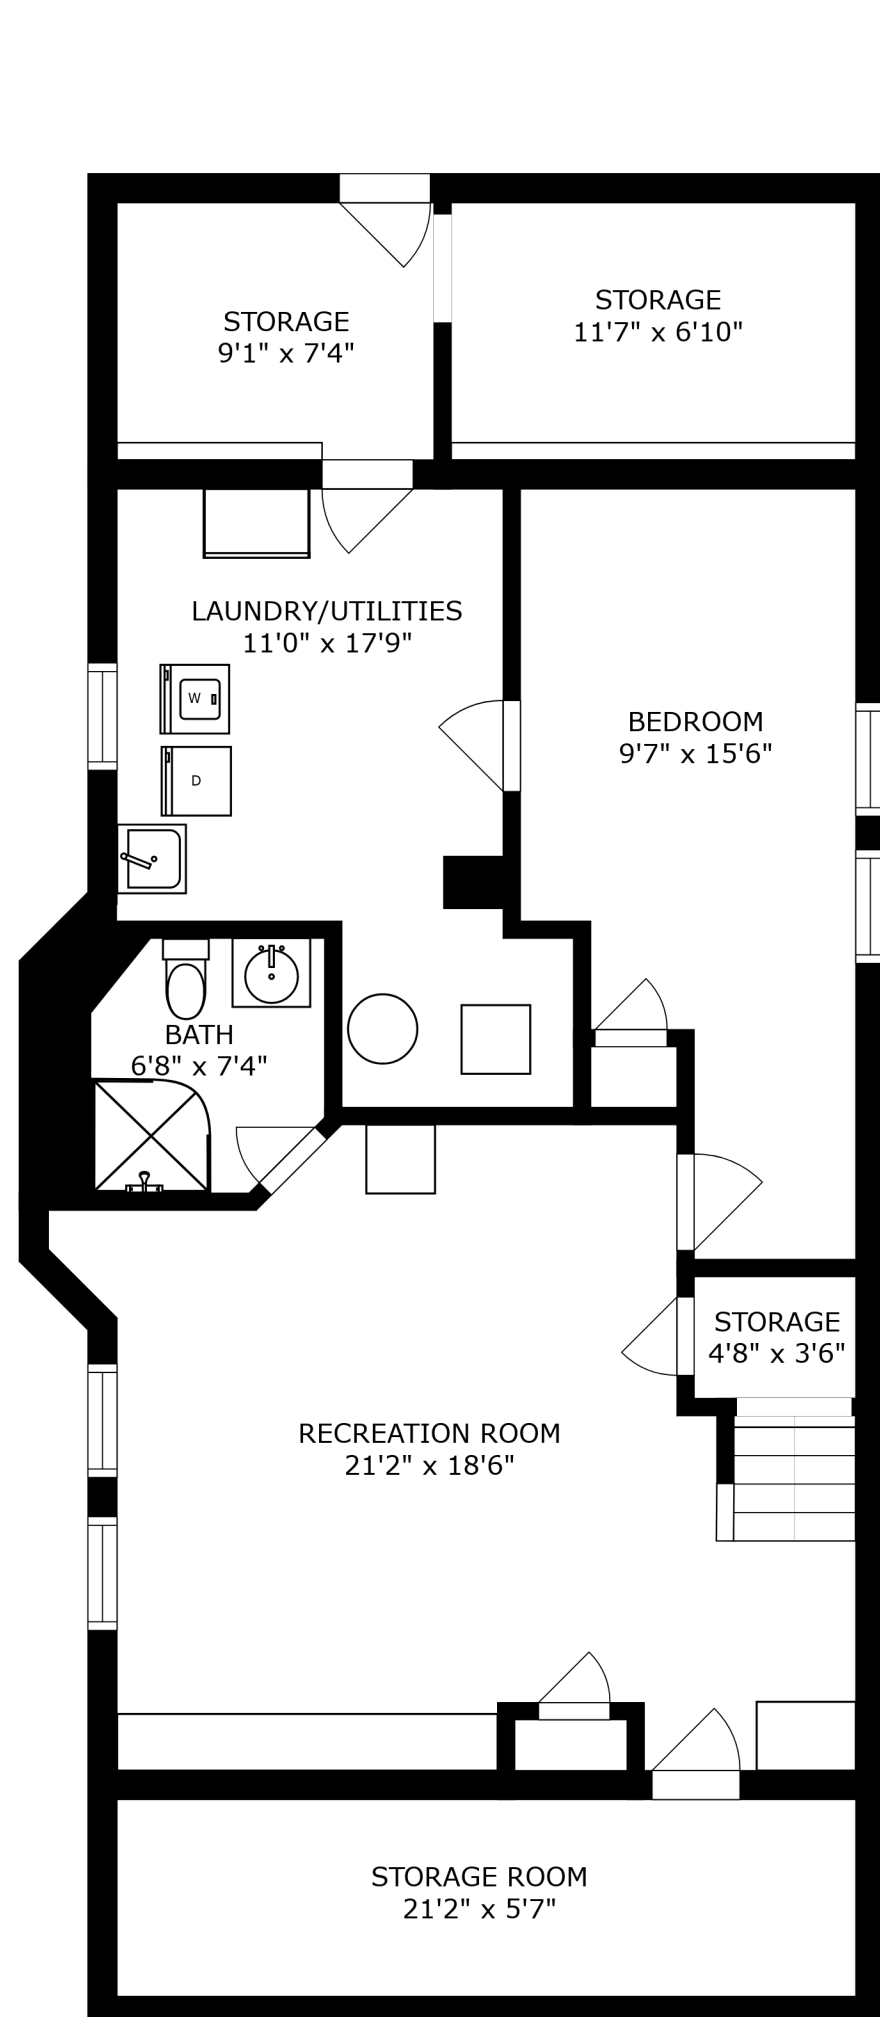 STORAGE
9'1" x 7'4"
STORAGE
11'7" x 6'10"
LAUNDRY/UTILITIES
11'0" x 17'9"
W
D
BEDROOM
9'7" x 15'6"
BATH
6'8" x 7'4"
STORAGE
4'8" x 3'6"
RECREATION ROOM
21'2" x 18'6"
STORAGE ROOM
21'2" x 5'7"